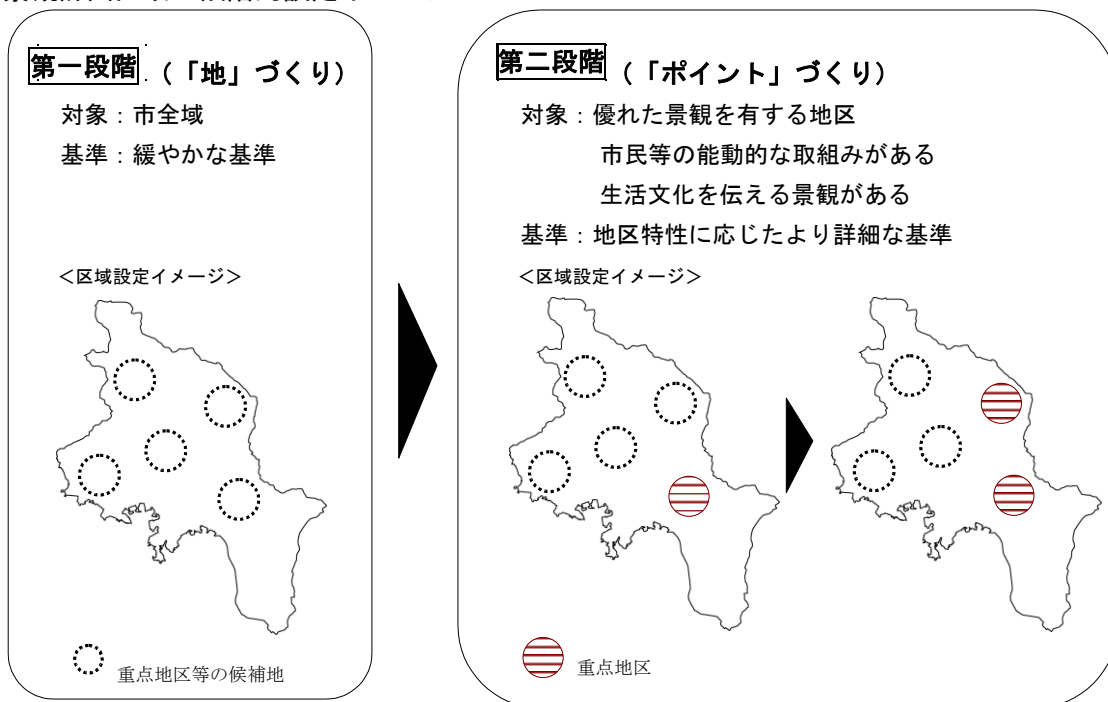 第一段階（「地」づくり）
対象：市全域
基準：緩やかな基準
＜区域設定イメージ＞
重点地区等の候補地
第二段階（「ポイント」づくり）
対象：優れた景観を有する地区
市民等の能動的な取組みがある
生活文化を伝える景観がある
基準：地区特性に応じたより詳細な基準
＜区域設定イメージ＞
重点地区